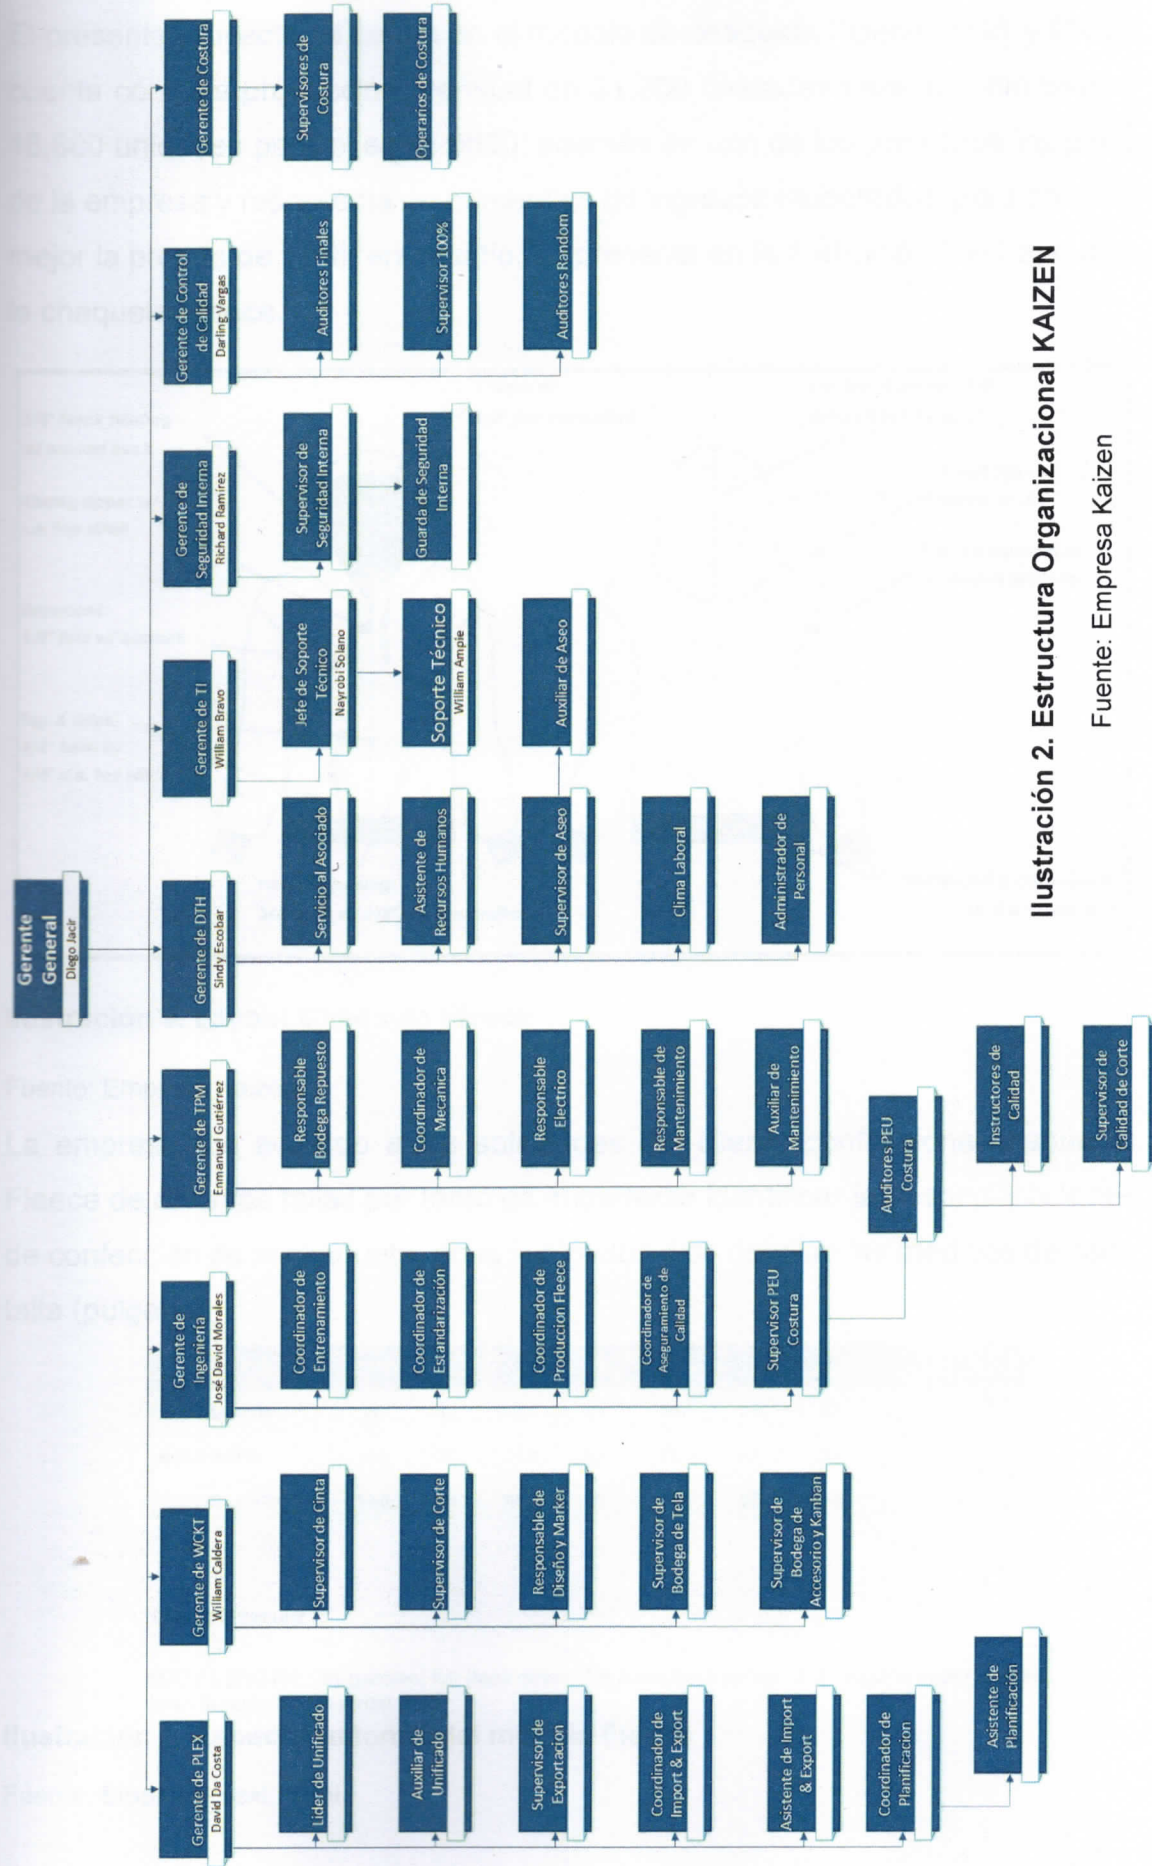 Gerente
General
Diego Jacir
Gerente de PLEX
David Da Costa
Lider de Unificado
Auxiliar de
Unificado
Supervisor de
Exportacion
Coordinador de
Import & Export
Asistente de Import
& Export
Coordinador de
Planificacion
Asistente de
Planificación
Gerente de WCKT
William Caldera
Supervisor de Cinta
Supervisor de Corte
Responsable de
Diseño y Marker
Supervisor de
Bodega de Tela
Supervisor de
Bodega de
Accesorio y Kanban
Gerente de
Ingeniería
José David Morales
Coordinador de
Entrenamiento
Coordinador de
Estandarización
Coordinador de
Produccion Fleece
Coordinador de
Aseguramiento de
Calidad
Supervisor PEU
Costura
Auditores PEU
Costura
Instructores de
Calidad
Supervisor de
Calidad de Corte
Gerente de TPM
Enmanuel Gutiérrez
Responsable
Bodega Repuesto
Coordinador de
Mecanica
Responsable
Electrico
Responsable de
Mantenimiento
Auxiliar de
Mantenimiento
Gerente de DTH
Sindy Escobar
Servicio al Asociado
Asistente de
Recursos Humanos
Supervisor de Aseo
Auxiliar de Aseo
Clima Laboral
Administrador de
Personal
Gerente de TI
William Bravo
Jefe de Soporte
Técnico
Nayrobi Solano
Soporte Técnico
William Ampie
Gerente de
Seguridad Interna
Richard Ramírez
Supervisor de
Seguridad Interna
Guarda de Seguridad
Interna
Gerente de Control
de Calidad
Darling Vargas
Auditores Finales
Supervisor 100%
Auditores Random
Gerente de Costura
Supervisores de
Costura
Operarios de Costura
Ilustración 2. Estructura Organizacional KAIZEN
Fuente: Empresa Kaizen